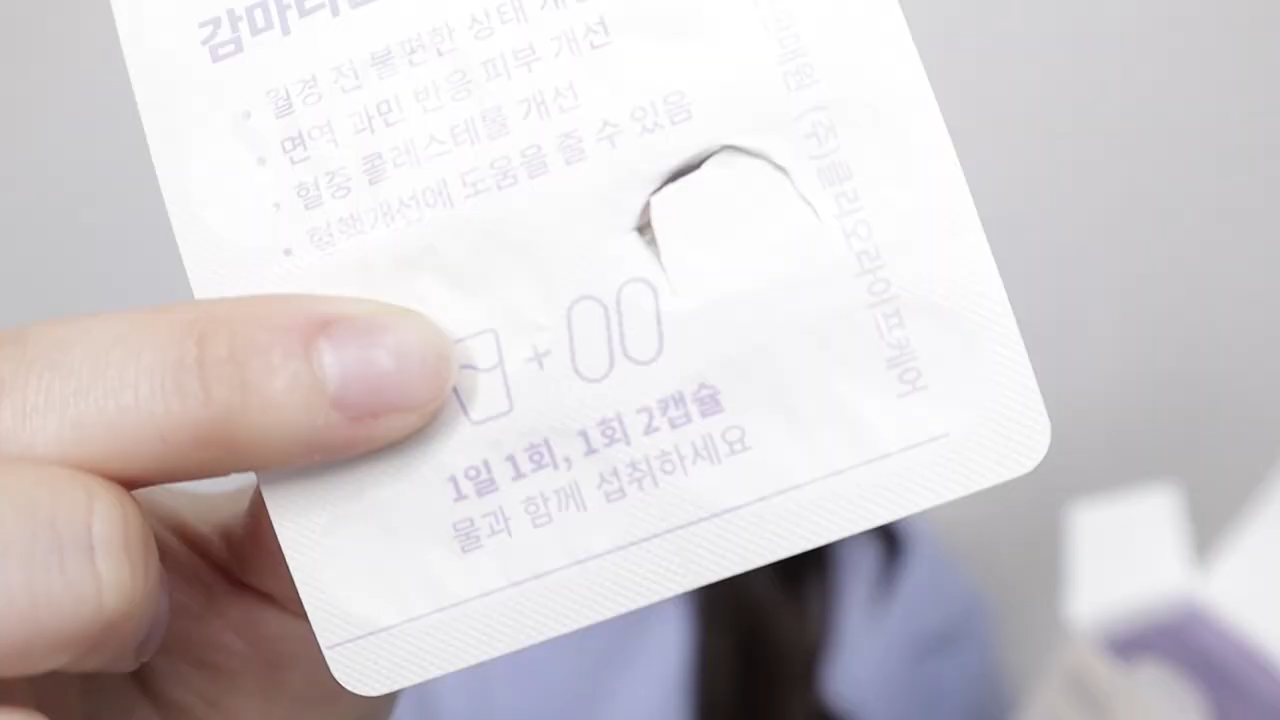 감마리놀
• 월경 전 불편한 상태 개선
• 면역 과민 반응 피부 개선
• 혈중 콜레스테롤 개선
• 혈행개선에 도움을 줄 수 있음
+
1일 1회, 1회 2캡슐
물과 함께 섭취하세요
(주)클리오라이프케어